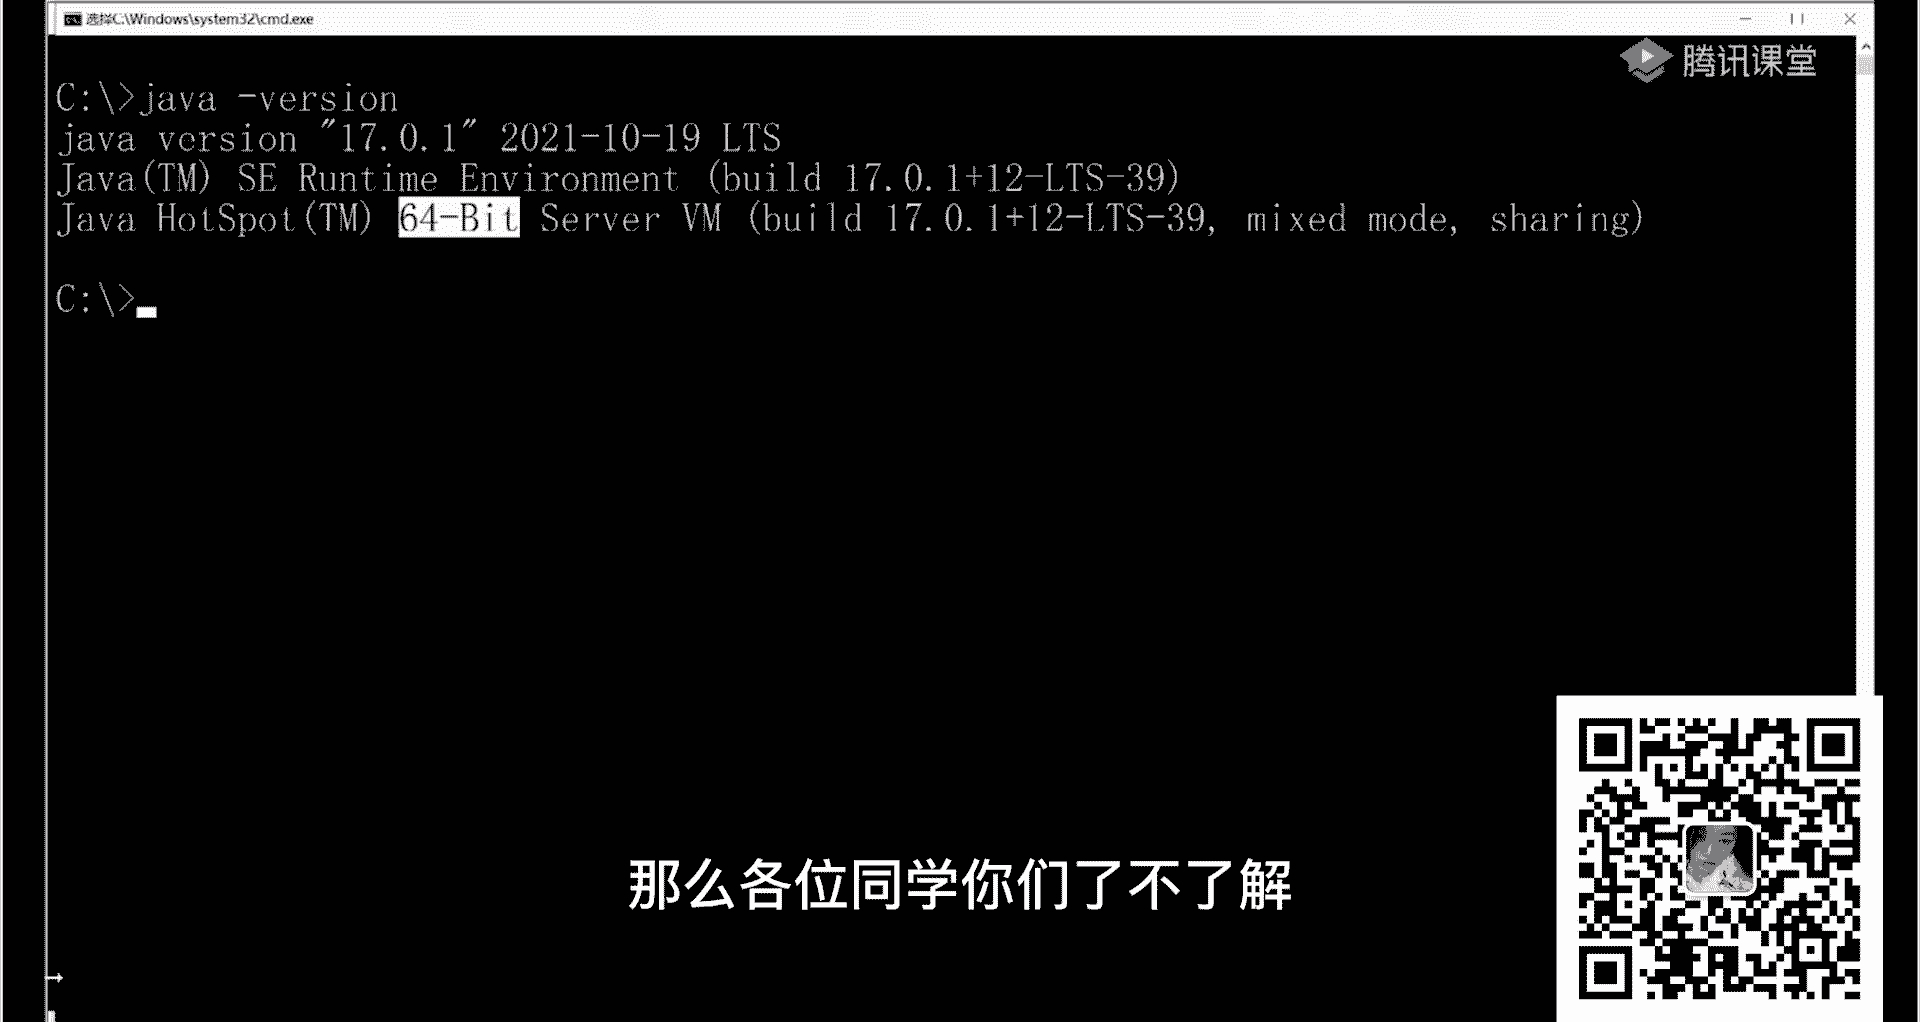 选择C:\Windows\system32\cmd.exe
腾讯课堂
C:\>java -version
java version "17.0.1" 2021-10-19 LTS
Java(TM) SE Runtime Environment (build 17.0.1+12-LTS-39)
Java HotSpot(TM) 64-Bit Server VM (build 17.0.1+12-LTS-39, mixed mode, sharing)
C:\>
那么各位同学你们了不了解